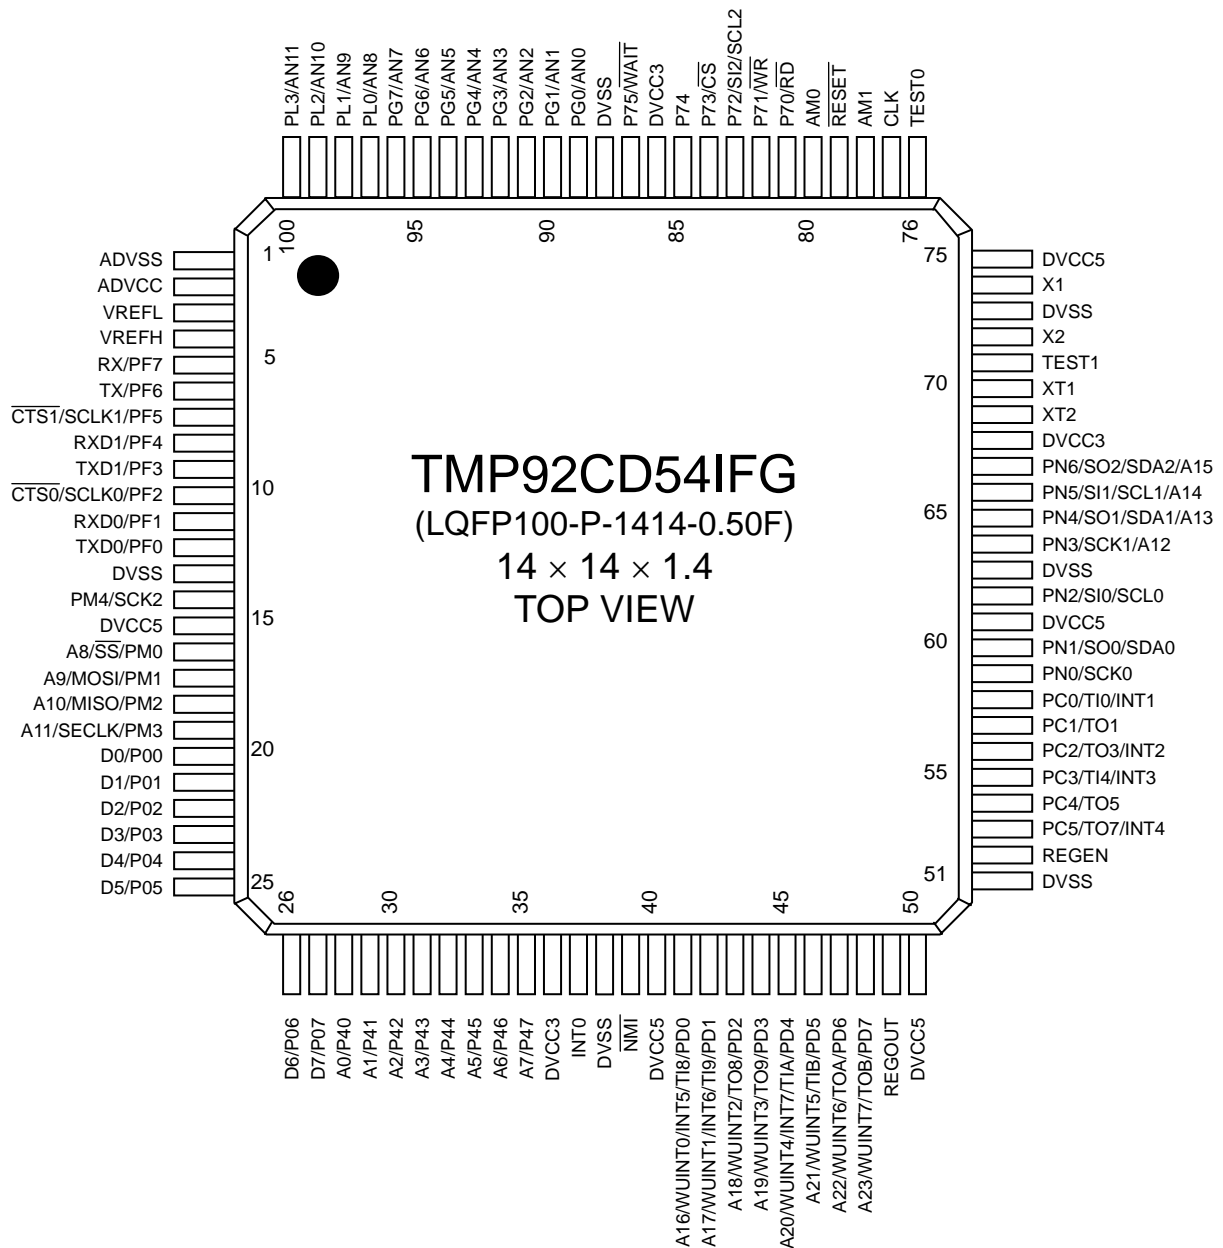 PL3/AN11
PL2/AN10
PL1/AN9
PL0/AN8
PG7/AN7
PG6/AN6
PG5/AN5
PG4/AN4
PG3/AN3
PG2/AN2
PG1/AN1
PG0/AN0
DVSS
P75/W̅A̅I̅T̅
DVCC3
P74
P73/C̅S̅
P72/SI2/SCL2
P71/W̅R̅
P70/R̅D̅
AM0
R̅E̅S̅E̅T̅
AM1
CLK
TEST0
100
95
90
85
80
76
ADVSS
ADVCC
VREFL
VREFH
RX/PF7
TX/PF6
C̅T̅S̅1̅/SCLK1/PF5
RXD1/PF4
TXD1/PF3
C̅T̅S̅0̅/SCLK0/PF2
RXD0/PF1
TXD0/PF0
DVSS
PM4/SCK2
DVCC5
A8/S̅S̅/PM0
A9/MOSI/PM1
A10/MISO/PM2
A11/SECLK/PM3
D0/P00
D1/P01
D2/P02
D3/P03
D4/P04
D5/P05
1
5
10
15
20
25
TMP92CD54IFG
(LQFP100-P-1414-0.50F)
14 × 14 × 1.4
TOP VIEW
75
70
65
60
55
51
DVCC5
X1
DVSS
X2
TEST1
XT1
XT2
DVCC3
PN6/SO2/SDA2/A15
PN5/SI1/SCL1/A14
PN4/SO1/SDA1/A13
PN3/SCK1/A12
DVSS
PN2/SI0/SCL0
DVCC5
PN1/SO0/SDA0
PN0/SCK0
PC0/TI0/INT1
PC1/TO1
PC2/TO3/INT2
PC3/TI4/INT3
PC4/TO5
PC5/TO7/INT4
REGEN
DVSS
26
30
35
40
45
50
D6/P06
D7/P07
A0/P40
A1/P41
A2/P42
A3/P43
A4/P44
A5/P45
A6/P46
A7/P47
DVCC3
INT0
DVSS
N̅M̅I̅
DVCC5
A16/WUINT0/INT5/TI8/PD0
A17/WUINT1/INT6/TI9/PD1
A18/WUINT2/TO8/PD2
A19/WUINT3/TO9/PD3
A20/WUINT4/INT7/TIA/PD4
A21/WUINT5/TIB/PD5
A22/WUINT6/TOA/PD6
A23/WUINT7/TOB/PD7
REGOUT
DVCC5